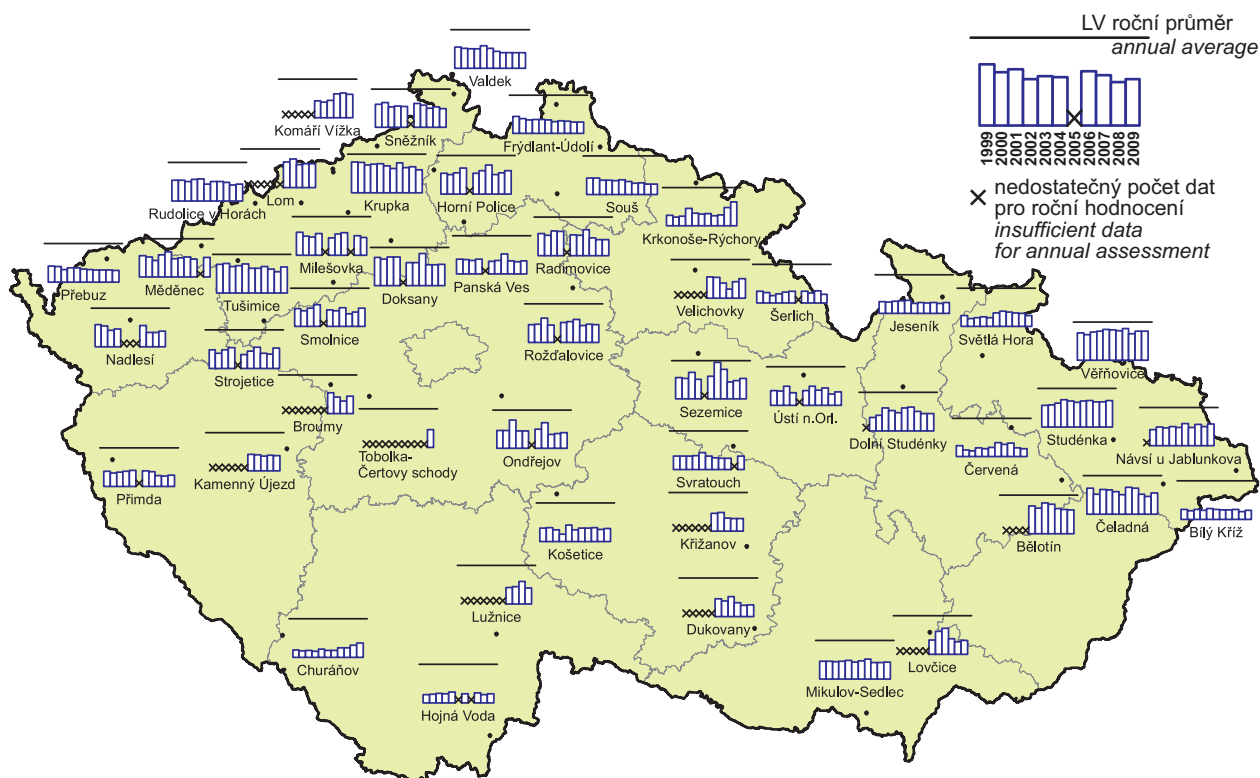 LV roční průměr
annual average
1999
2000
2001
2002
2003
2004
2005
2006
2007
2008
2009
nedostatečný počet dat
pro roční hodnocení
insufficient data
for annual assessment
Valdek
Komáří Vížka
Sněžník
Frýdlant-Údolí
Rudolice v Horách
Lom
Krupka
Horní Police
Souš
Krkonoše-Rýchory
Přebuz
Měděnec
Tušimice
Milešovka
Doksany
Panská Ves
Radimovice
Velichovky
Šerlich
Jeseník
Světlá Hora
Nadlesí
Smolnice
Strojetice
Rožďalovice
Věřňovice
Broumy
Sezemice
Ústí n.Orl.
Dolní Studénky
Studénka
Tobolka-
Čertovy schody
Ondřejov
Červená
Návsí u Jablunkova
Přimda
Kamenný Újezd
Svratouch
Křižanov
Košetice
Bělotín
Čeladná
Bílý Kříž
Lužnice
Dukovany
Churáňov
Lovčice
Mikulov-Sedlec
Hojná Voda